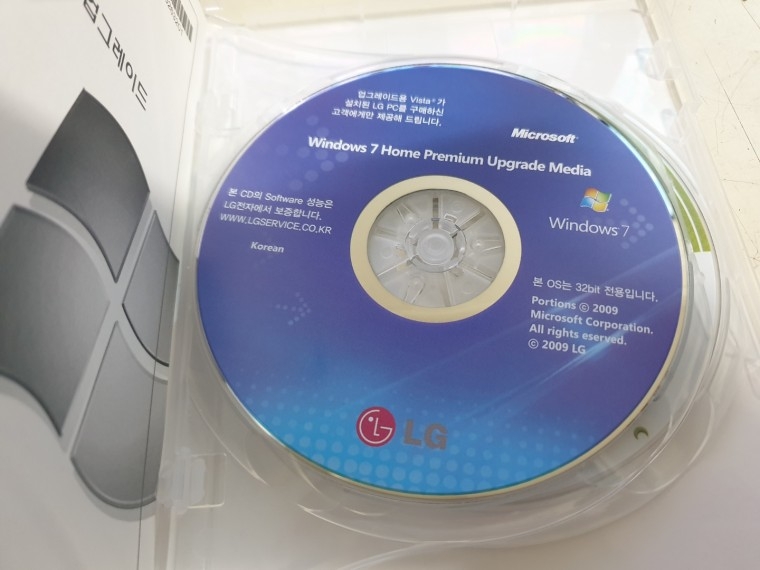 업그레이드
업그레이드용 Vista®가
설치된 LG PC를 구매하신
고객에게만 제공해 드립니다.
Microsoft®
Windows 7 Home Premium Upgrade Media
본 CD의 Software 성능은
LG전자에서 보증합니다.
WWW.LGSERVICE.CO.KR
Korean
Windows 7
본 OS는 32bit 전용입니다.
Portions © 2009
Microsoft Corporation.
All rights eserved.
© 2009 LG
LG